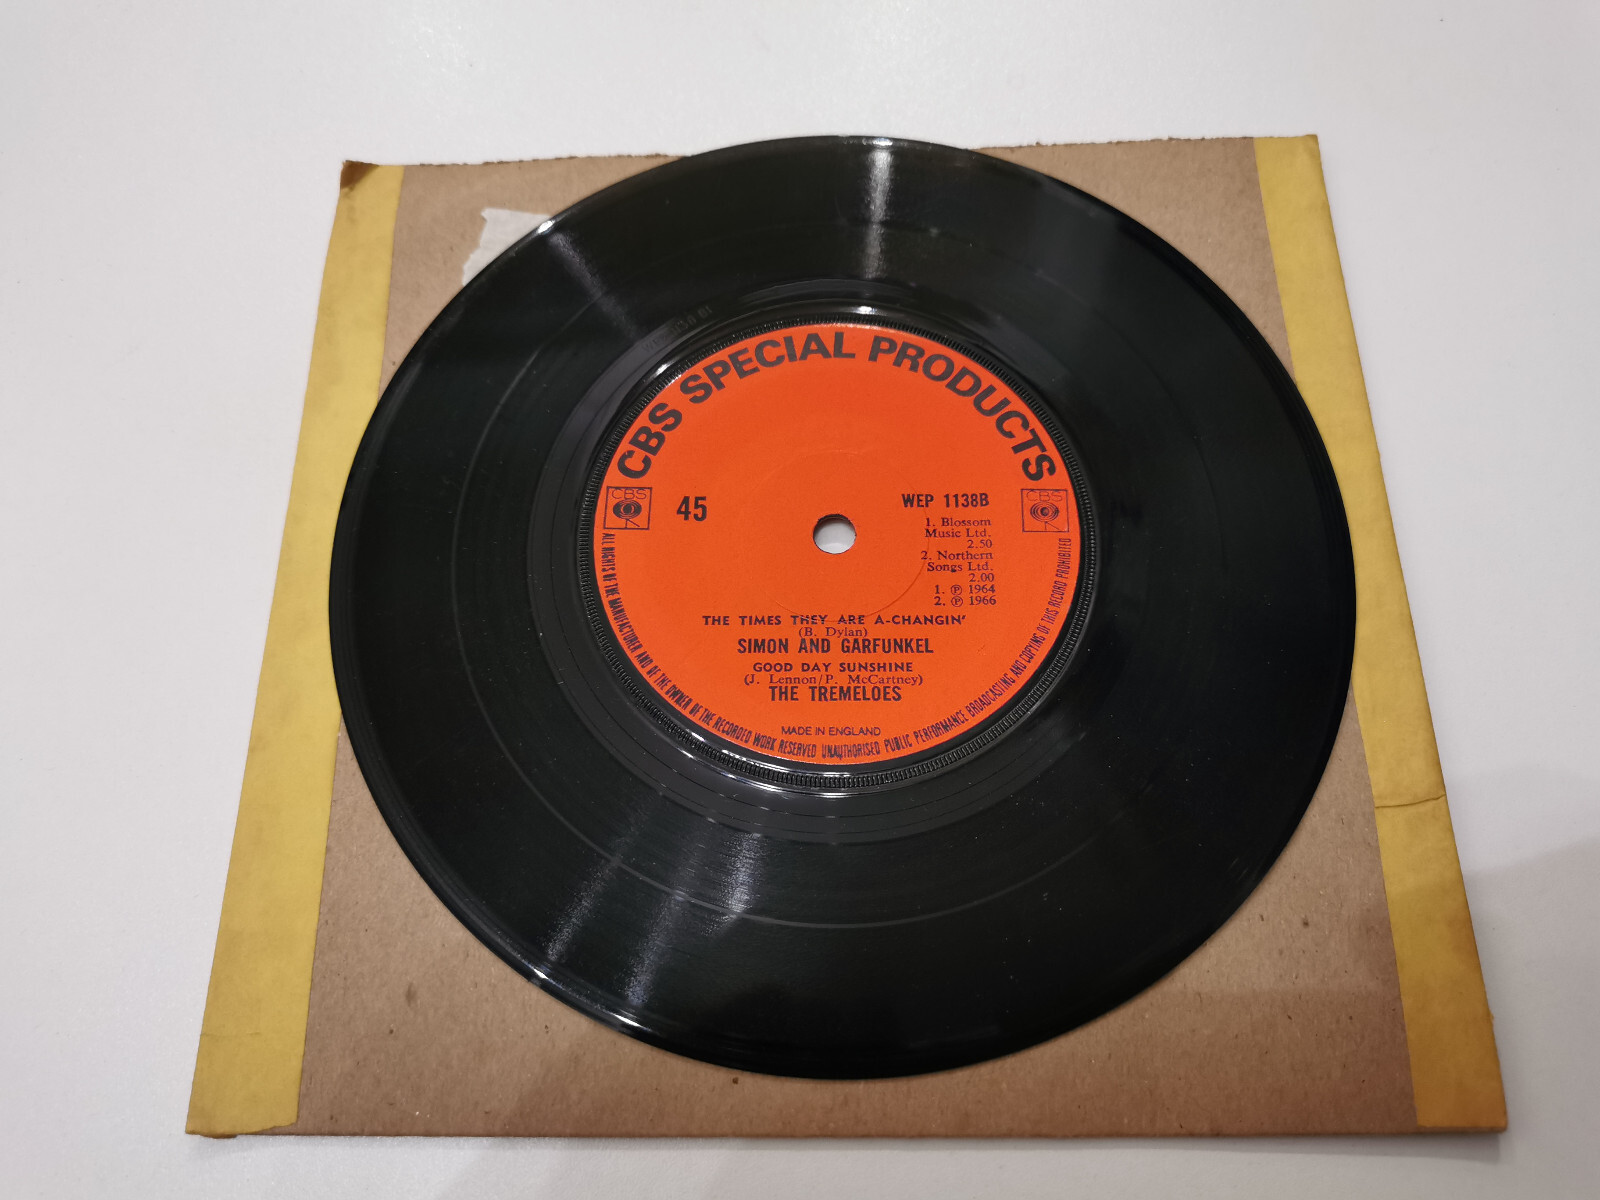 CBS SPECIAL PRODUCTS
CBS
CBS
45
WEP 1138B
1. Blossom
Music Ltd.
2.50
2. Northern
Songs Ltd.
2.00
1. ℗ 1964
2. ℗ 1966
THE TIMES THEY ARE A-CHANGIN'
(B. Dylan)
SIMON AND GARFUNKEL
GOOD DAY SUNSHINE
(J. Lennon/P. McCartney)
THE TREMELOES
MADE IN ENGLAND
ALL RIGHTS OF THE MANUFACTURER AND OF THE OWNER OF THE RECORDED WORK RESERVED UNAUTHORISED PUBLIC PERFORMANCE BROADCASTING AND COPYING OF THIS RECORD PROHIBITED